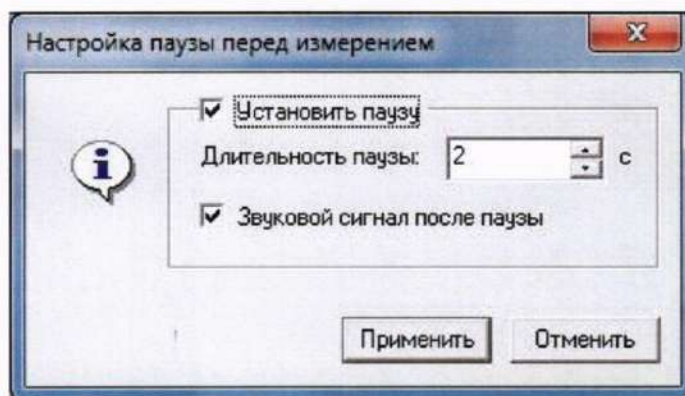 Настройка паузы перед измерением
Установить паузу
Длительность паузы: 2 с
Звуковой сигнал после паузы
Применить Отменить